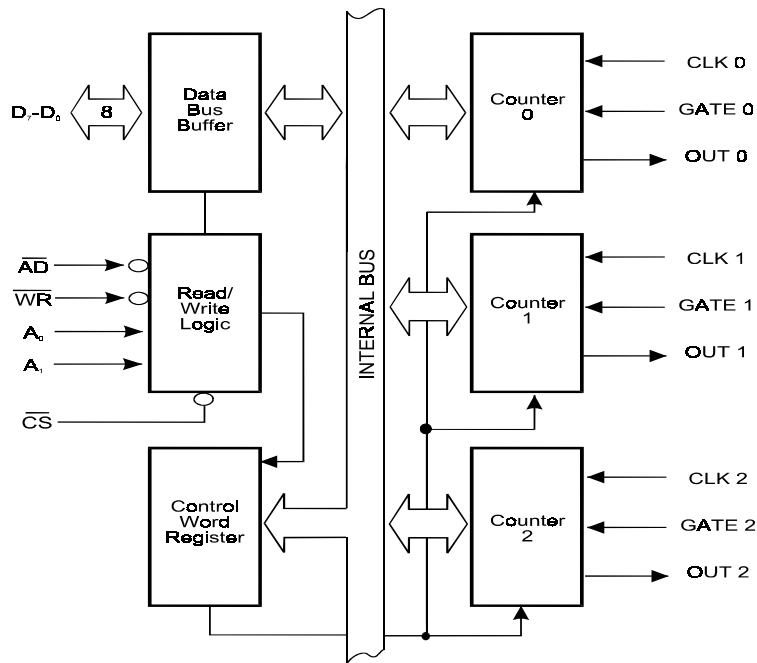 D₇-D₀
8
Data
Bus
Buffer
Counter
0
CLK 0
GATE 0
OUT 0
AD
WR
A₀
A₁
CS
Read/
Write
Logic
INTERNAL BUS
Counter
1
CLK 1
GATE 1
OUT 1
Control
Word
Register
Counter
2
CLK 2
GATE 2
OUT 2